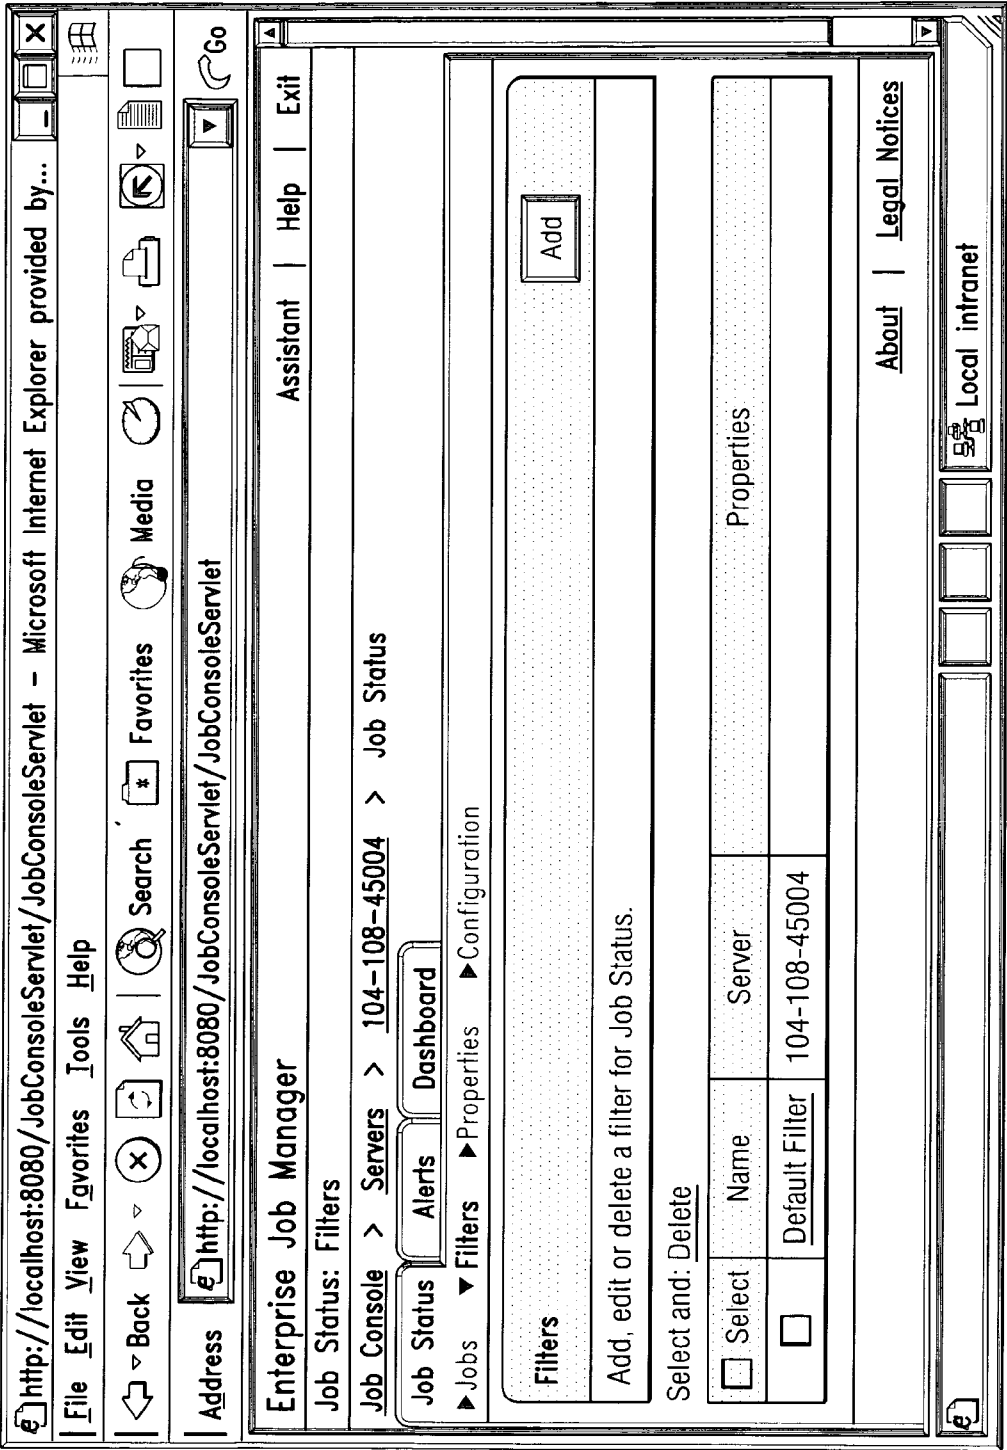 http://localhost:8080/JobConsoleServlet/JobConsoleServlet – Microsoft Internet Explorer provided by...
File Edit View Favorites Tools Help
Back Search Favorites Media
Address http://localhost:8080/JobConsoleServlet/JobConsoleServlet Go
Enterprise Job Manager Assistant | Help | Exit
Job Status: Filters
Job Console > Servers > 104-108-45004 > Job Status
Job Status Alerts Dashboard
▶Jobs ▼Filters ▶Properties ▶Configuration
Filters Add
Add, edit or delete a filter for Job Status.
Select and: Delete
Select Name Server Properties
Default Filter 104-108-45004
About | Legal Notices
Local intranet